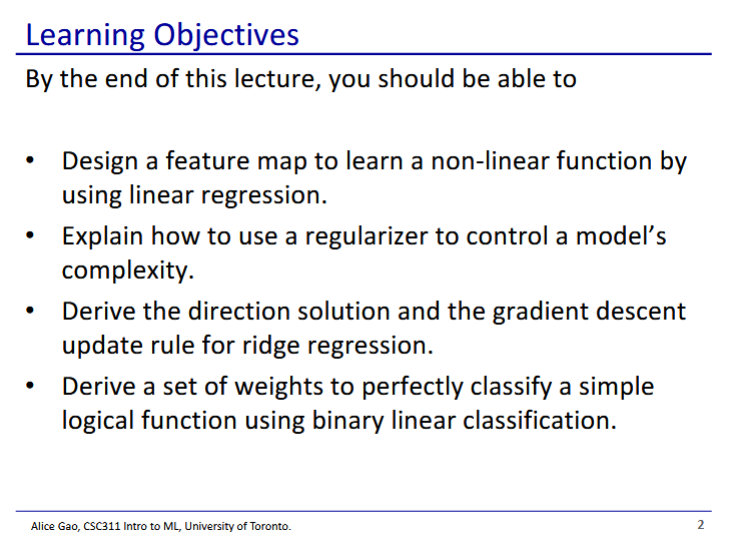 Learning Objectives
By the end of this lecture, you should be able to
• Design a feature map to learn a non-linear function by
using linear regression.
• Explain how to use a regularizer to control a model’s
complexity.
• Derive the direction solution and the gradient descent
update rule for ridge regression.
• Derive a set of weights to perfectly classify a simple
logical function using binary linear classification.
Alice Gao, CSC311 Intro to ML, University of Toronto.
2